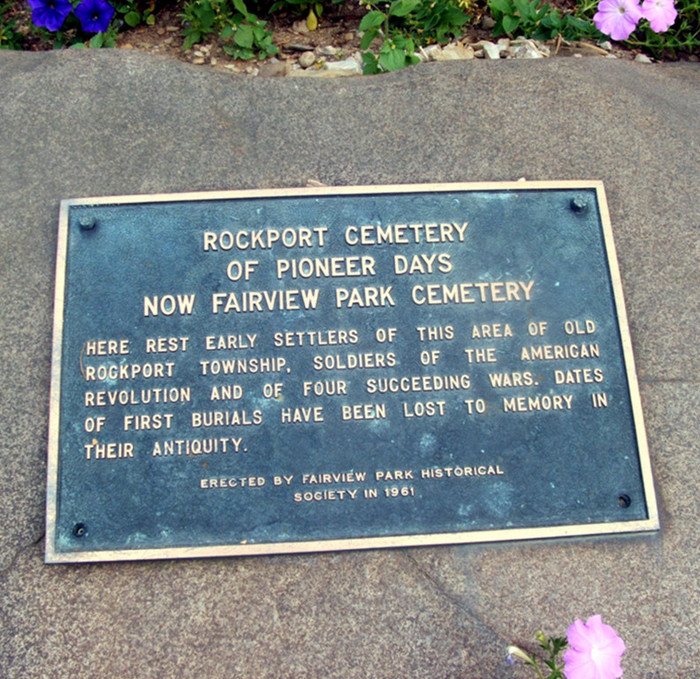 ROCKPORT CEMETERY
OF PIONEER DAYS
NOW FAIRVIEW PARK CEMETERY
HERE REST EARLY SETTLERS OF THIS AREA OF OLD
ROCKPORT TOWNSHIP, SOLDIERS OF THE AMERICAN
REVOLUTION AND OF FOUR SUCCEEDING WARS. DATES
OF FIRST BURIALS HAVE BEEN LOST TO MEMORY IN
THEIR ANTIQUITY.
ERECTED BY FAIRVIEW PARK HISTORICAL
SOCIETY IN 1961